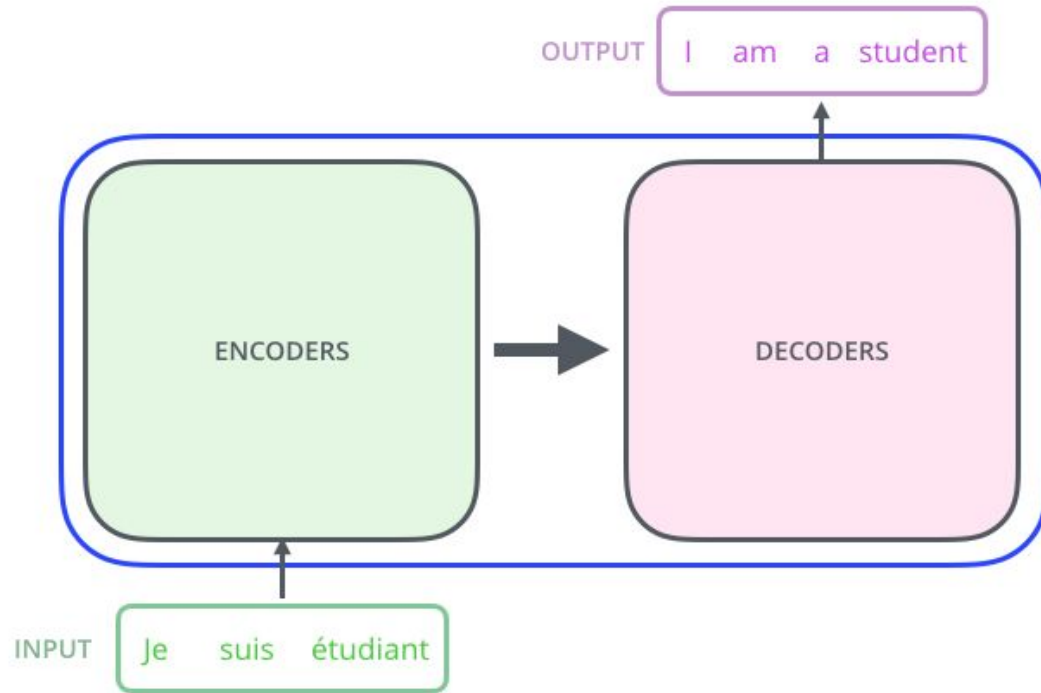 OUTPUT I am a student
ENCODERS DECODERS
INPUT Je suis étudiant